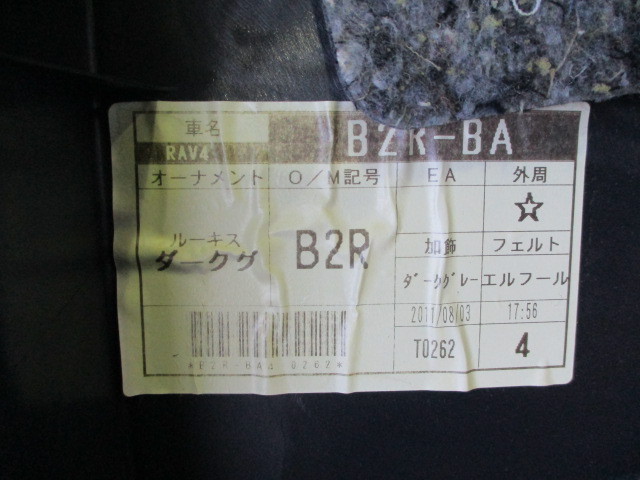 車名 B2R-BA
RAV4
オーナメント O/M記号 EA 外周
☆
ルーキス B2R 加飾 フェルト
ダークグ ダークグレー エルフール
2011/08/03 17:56
T0262 4